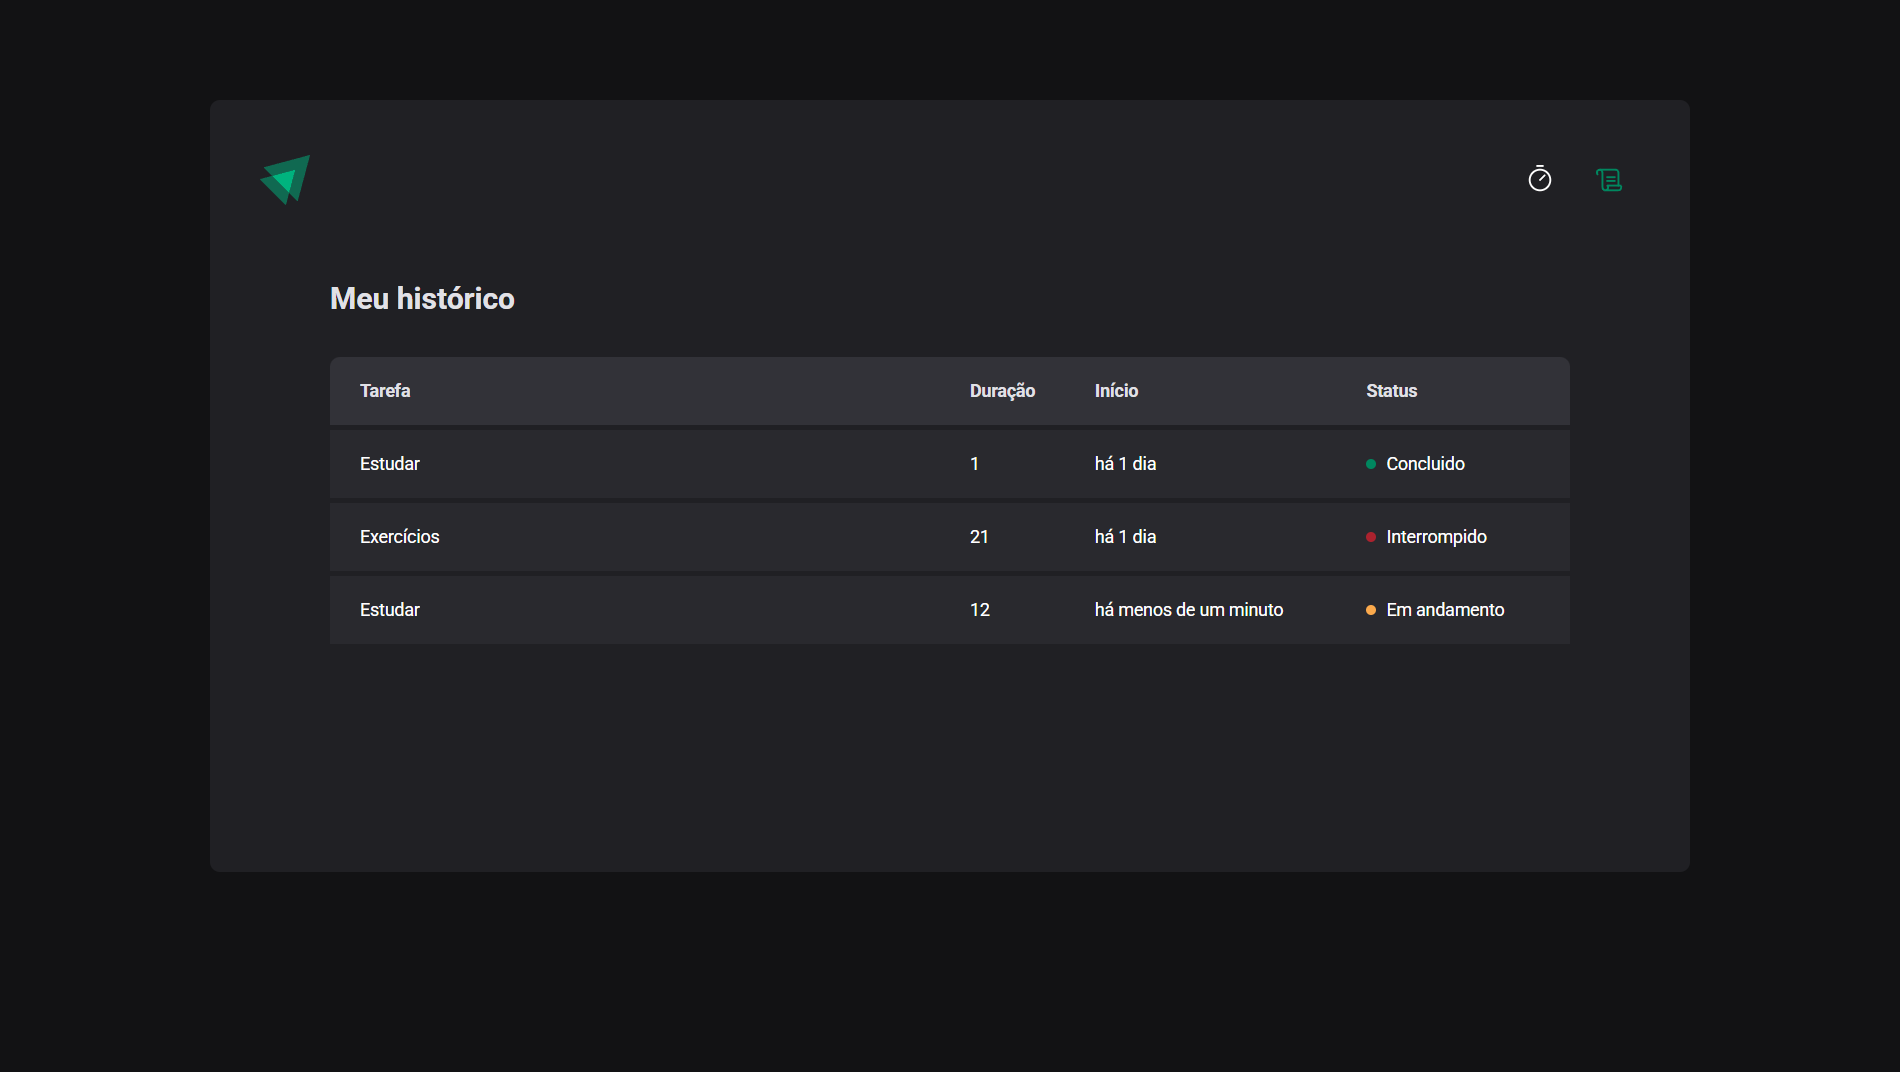 Meu histórico
Tarefa Duração Início Status
Estudar 1 há 1 dia Concluido
Exercícios 21 há 1 dia Interrompido
Estudar 12 há menos de um minuto Em andamento